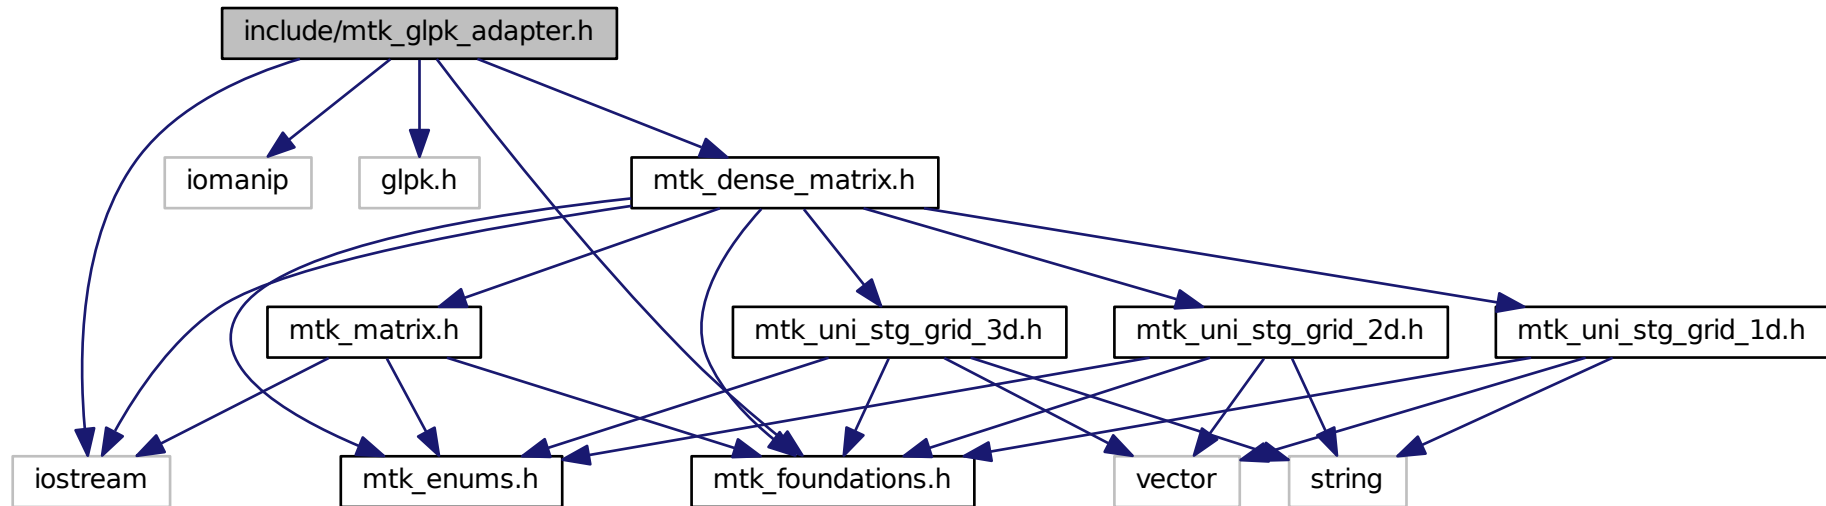 include/mtk_glpk_adapter.h
iomanip
glpk.h
mtk_dense_matrix.h
mtk_matrix.h
mtk_uni_stg_grid_3d.h
mtk_uni_stg_grid_2d.h
mtk_uni_stg_grid_1d.h
iostream
mtk_enums.h
mtk_foundations.h
vector
string